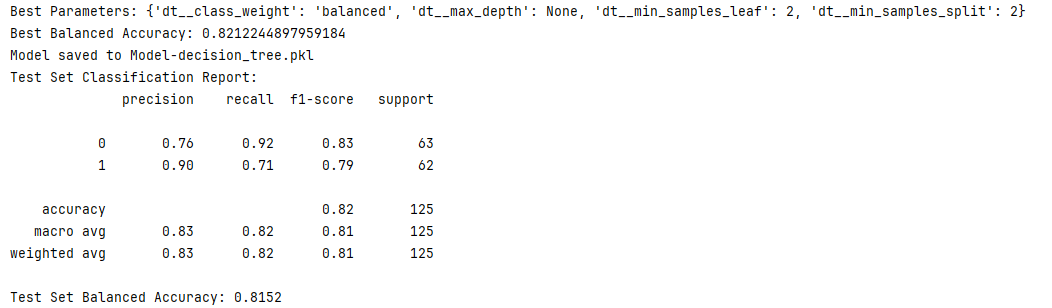 Best Parameters: {'dt__class_weight': 'balanced', 'dt__max_depth': None, 'dt__min_samples_leaf': 2, 'dt__min_samples_split': 2}
Best Balanced Accuracy: 0.8212244897959184
Model saved to Model-decision_tree.pkl
Test Set Classification Report:
              precision    recall  f1-score   support

           0       0.76      0.92      0.83        63
           1       0.90      0.71      0.79        62

    accuracy                           0.82       125
   macro avg       0.83      0.82      0.81       125
weighted avg       0.83      0.82      0.81       125

Test Set Balanced Accuracy: 0.8152